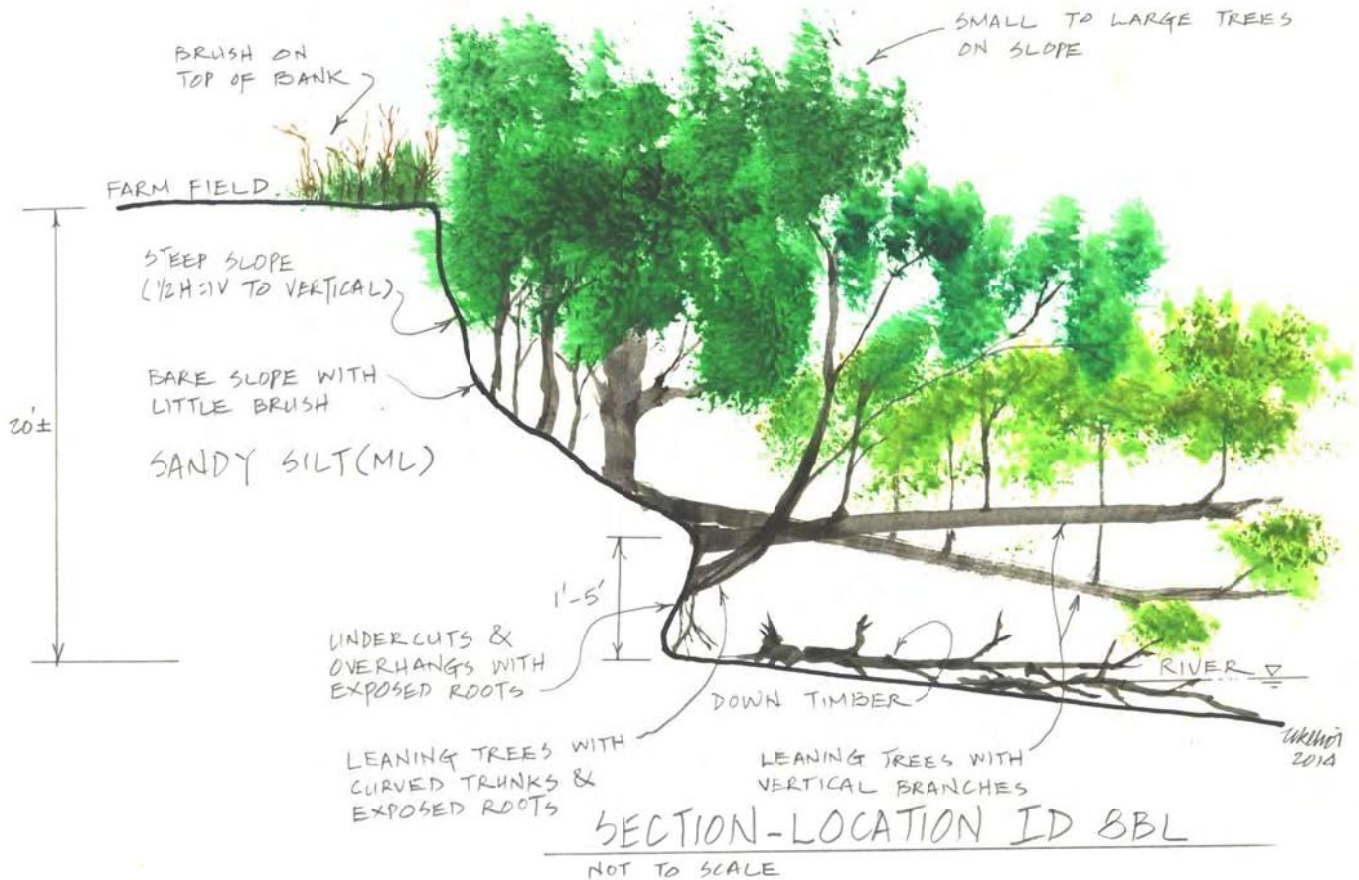 SMALL TO LARGE TREES
ON SLOPE
BRUSH ON
TOP OF BANK
FARM FIELD
STEEP SLOPE
(1/2H:1V TO VERTICAL)
BARE SLOPE WITH
LITTLE BRUSH
20'±
SANDY SILT(ML)
1'-5'
UNDERCUTS &
OVERHANGS WITH
EXPOSED ROOTS
RIVER
DOWN TIMBER
LEANING TREES WITH
CURVED TRUNKS &
EXPOSED ROOTS
LEANING TREES WITH
VERTICAL BRANCHES
2014
SECTION-LOCATION ID 8BL
NOT TO SCALE